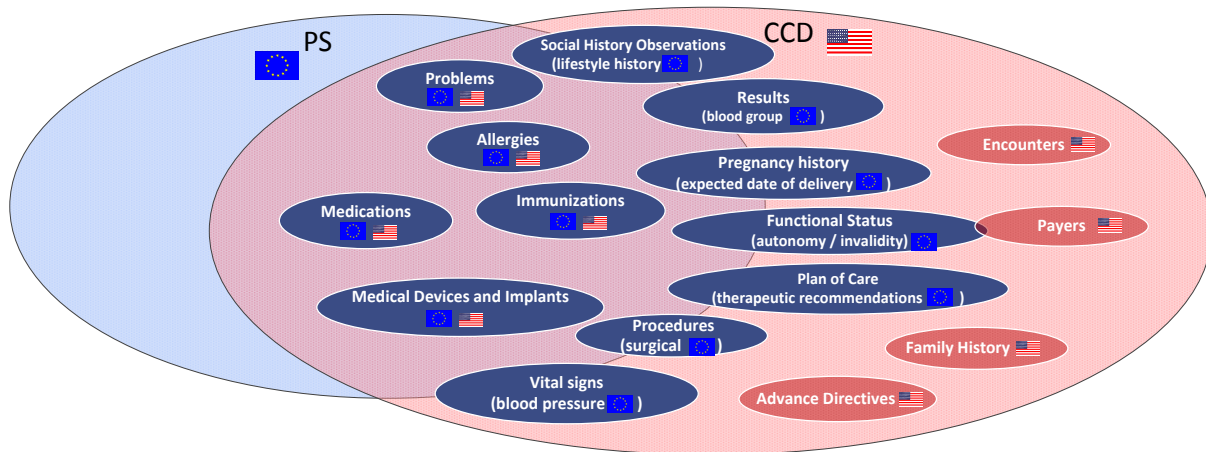 PS
CCD
Social History Observations
(lifestyle history )
Problems
Results
(blood group )
Allergies
Encounters
Pregnancy history
(expected date of delivery )
Immunizations
Medications
Functional Status
(autonomy / invalidity)
Payers
Plan of Care
(therapeutic recommendations )
Medical Devices and Implants
Procedures
(surgical )
Family History
Vital signs
(blood pressure )
Advance Directives